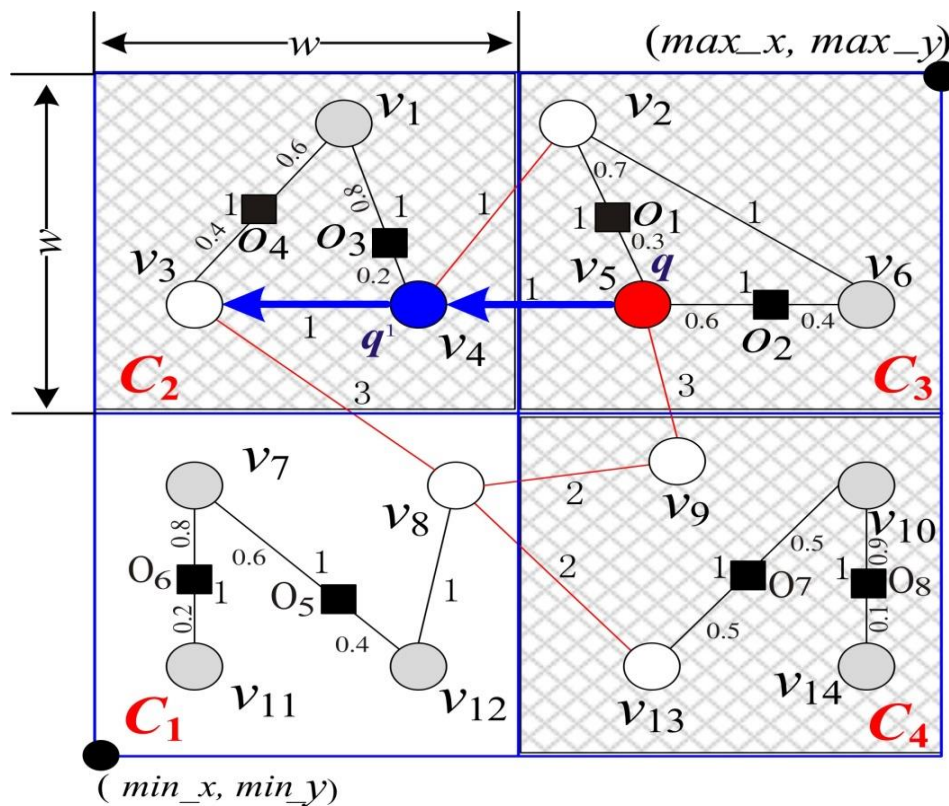 w
(max_x, max_y)
v1
v2
0.6
0.8
0.7
1
1
1
1
1
O4
O3
O1
0.4
0.2
0.3
v3
v5
q
v6
1
1
1
0.6
O2
0.4
q1
v4
w
C2
3
3
C3
v7
v8
2
v9
v10
0.8
0.6
1
1
2
0.5
0.9
O6
1
O5
1
O7
1
O8
0.2
0.4
0.5
0.1
v11
v12
v13
v14
C1
C4
( min_x, min_y)